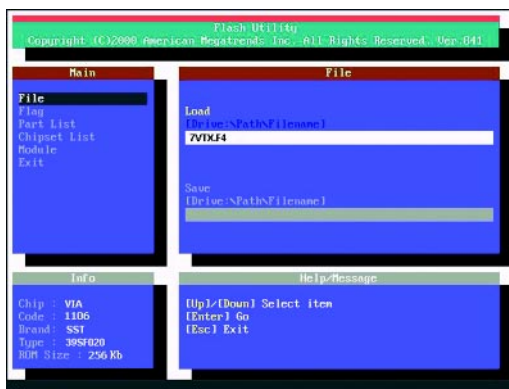 Flash Utility
Copyright (C)2000 American Megatrends Inc. All Rights Reserved. Ver:841
Main
File
Flag
Part List
Chipset List
Module
Exit
File
Load
[Drive:\Path\Filename]
7VTX.F4
Save
[Drive:\Path\Filename]
Info
Chip : VIA
Code : 1106
Brand: SST
Type : 39SF020
ROM Size : 256 Kb
Help/Message
[Up]/[Down] Select item
[Enter] Go
[Esc] Exit